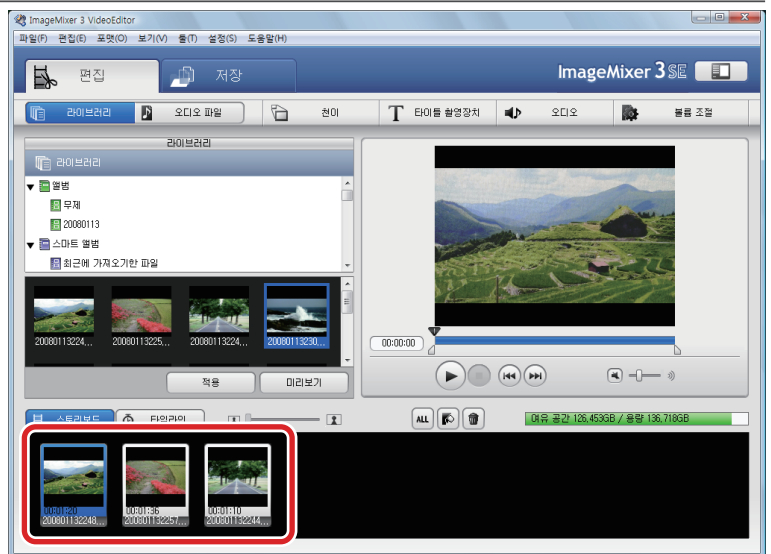 ImageMixer 3 VideoEditor
파일(F) 편집(E) 포맷(O) 보기(V) 툴(T) 설정(S) 도움말(H)
편집 저장 ImageMixer 3 SE
라이브러리 오디오 파일 천이 T 타이틀 촬영장치 오디오 볼륨 조절
라이브러리
라이브러리
앨범
무제
20080113
스마트 앨범
최근에 가져오기한 파일
20080113224... 20080113225... 20080113224... 20080113230...
적용 미리보기
00:00:00
스토리보드 타임라인 ALL 여유 공간 126,453GB / 용량 136,718GB
00:01:20 00:01:36 00:01:10
200801132248... 200801132257... 200801132244...